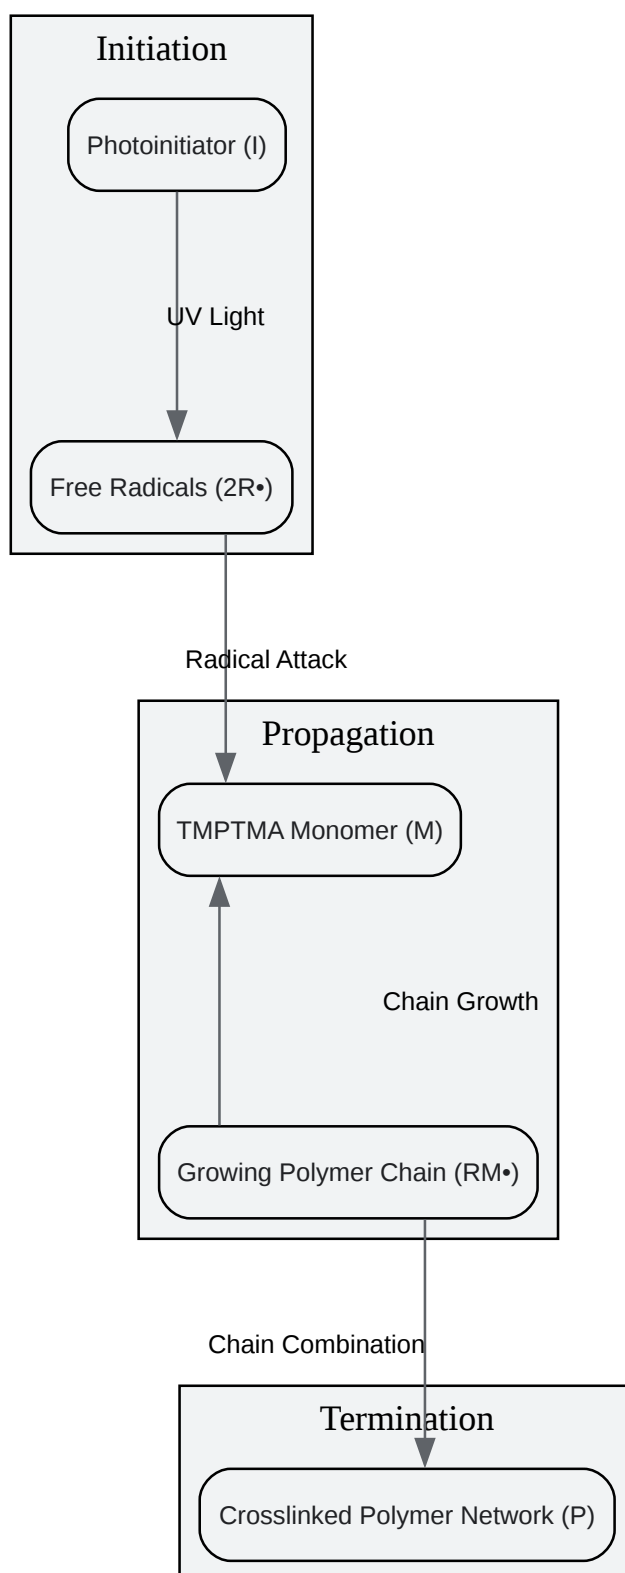 Initiation
Photoinitiator (I)
UV Light
Free Radicals (2R•)
Radical Attack
Propagation
TMPTMA Monomer (M)
Chain Growth
Growing Polymer Chain (RM•)
Chain Combination
Termination
Crosslinked Polymer Network (P)